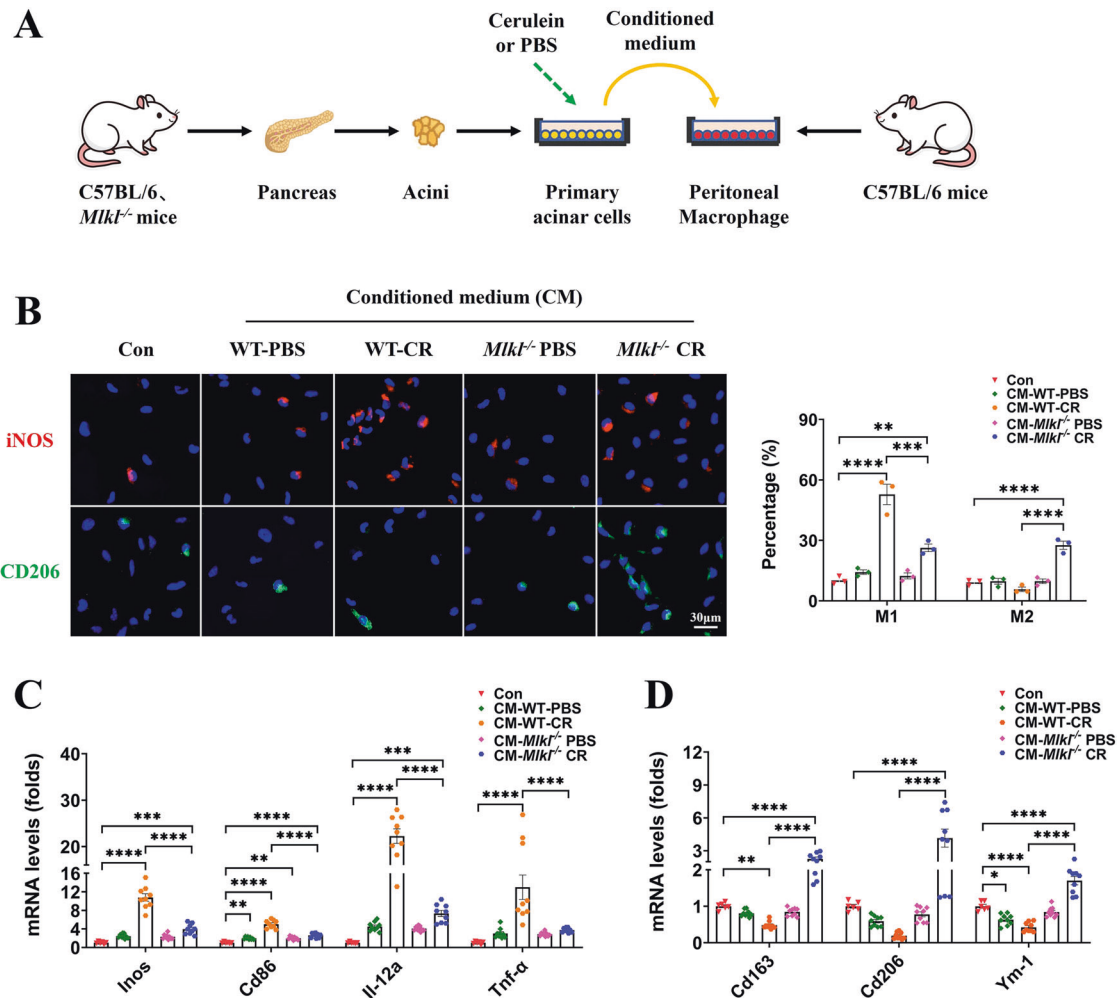 A
Cerulein
or PBS
Conditioned
medium
C57BL/6、
Mlkl-/- mice
Pancreas
Acini
Primary
acinar cells
Peritoneal
Macrophage
C57BL/6 mice
B
Conditioned medium (CM)
Con
WT-PBS
WT-CR
Mlkl-/- PBS
Mlkl-/- CR
iNOS
CD206
30μm
Con
CM-WT-PBS
CM-WT-CR
CM-Mlkl-/- PBS
CM-Mlkl-/- CR
Percentage (%)
90
60
30
0
**
****
***
****
****
M1
M2
C
Con
CM-WT-PBS
CM-WT-CR
CM-Mlkl-/- PBS
CM-Mlkl-/- CR
mRNA levels (folds)
40
30
20
16
12
8
4
0
***
****
****
****
**
****
****
**
***
****
****
****
****
Inos
Cd86
Il-12a
Tnf-α
D
Con
CM-WT-PBS
CM-WT-CR
CM-Mlkl-/- PBS
CM-Mlkl-/- CR
mRNA levels (folds)
12
9
6
3
2
1
0
****
****
**
****
****
****
****
****
*
Cd163
Cd206
Ym-1